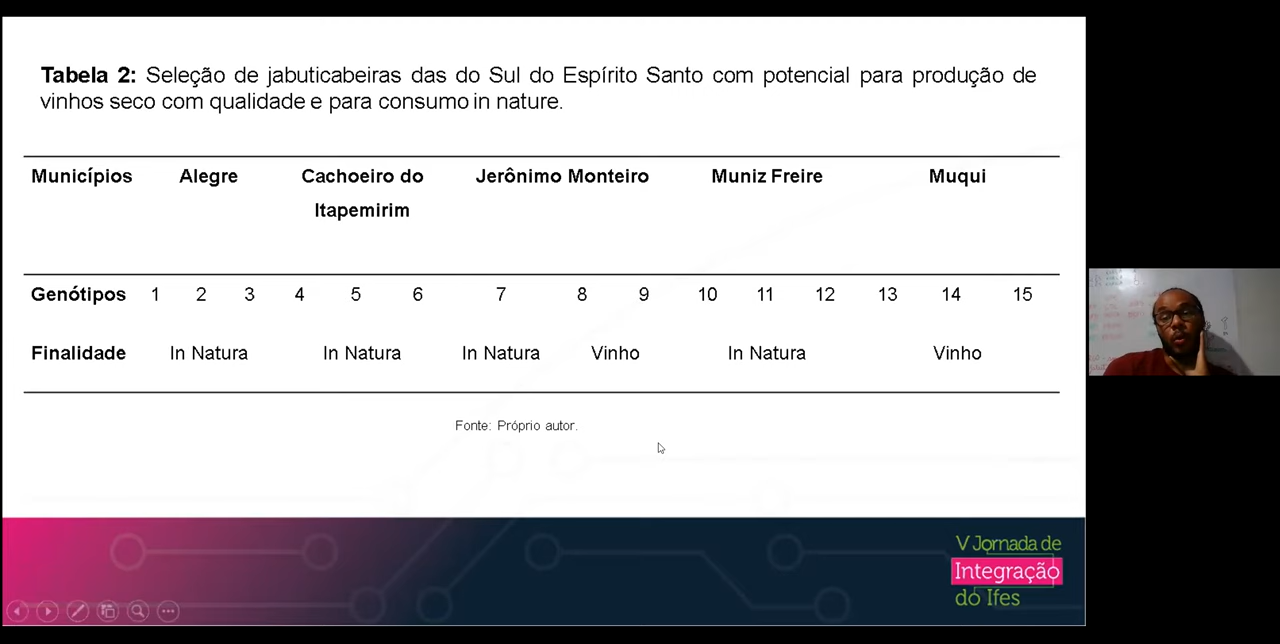 Tabela 2: Seleção de jabuticabeiras das do Sul do Espírito Santo com potencial para produção de
vinhos seco com qualidade e para consumo in nature.
Municípios Alegre Cachoeiro do Jerônimo Monteiro Muniz Freire Muqui
Itapemirim
Genótipos 1 2 3 4 5 6 7 8 9 10 11 12 13 14 15
Finalidade In Natura In Natura In Natura Vinho In Natura Vinho
Fonte: Próprio autor.
V Jornada de
Integração
do Ifes